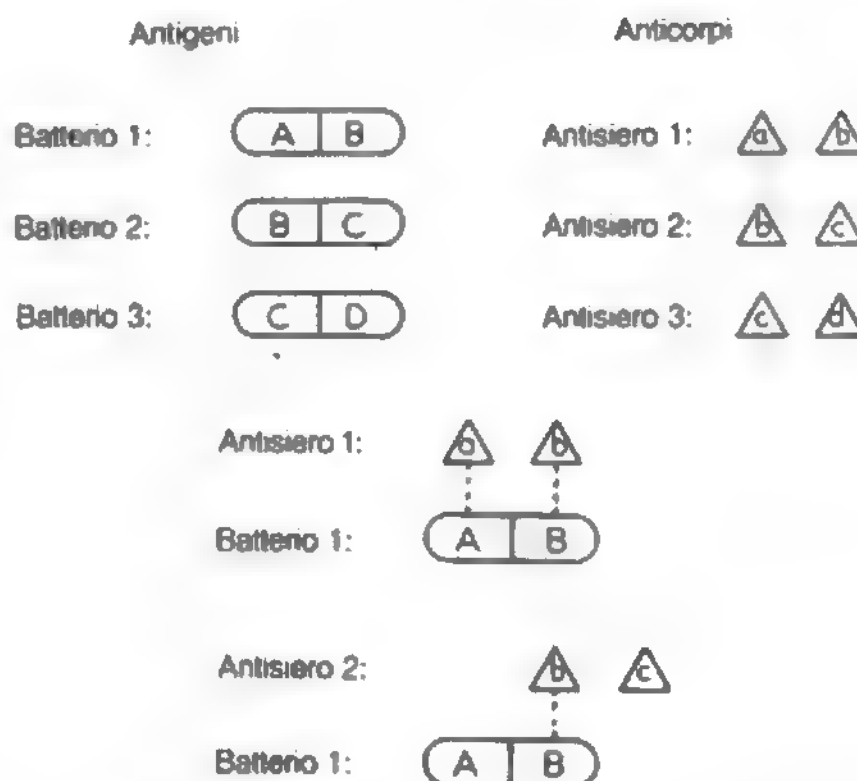 Antigeni Anticorpi
Batterio 1: A B Antisiero 1: a b
Batterio 2: B C Antisiero 2: b c
Batterio 3: C D Antisiero 3: c d
Antisiero 1: a b
Batterio 1: A B
Antisiero 2: b c
Batterio 1: A B